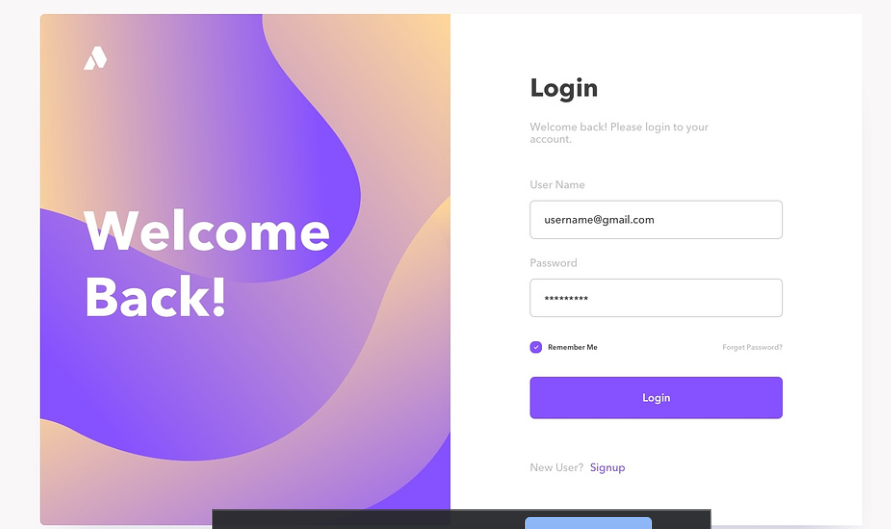 Welcome
Back!
Login
Welcome back! Please login to your
account.
User Name
username@gmail.com
Password
*********
Remember Me
Forget Password?
Login
New User? Signup